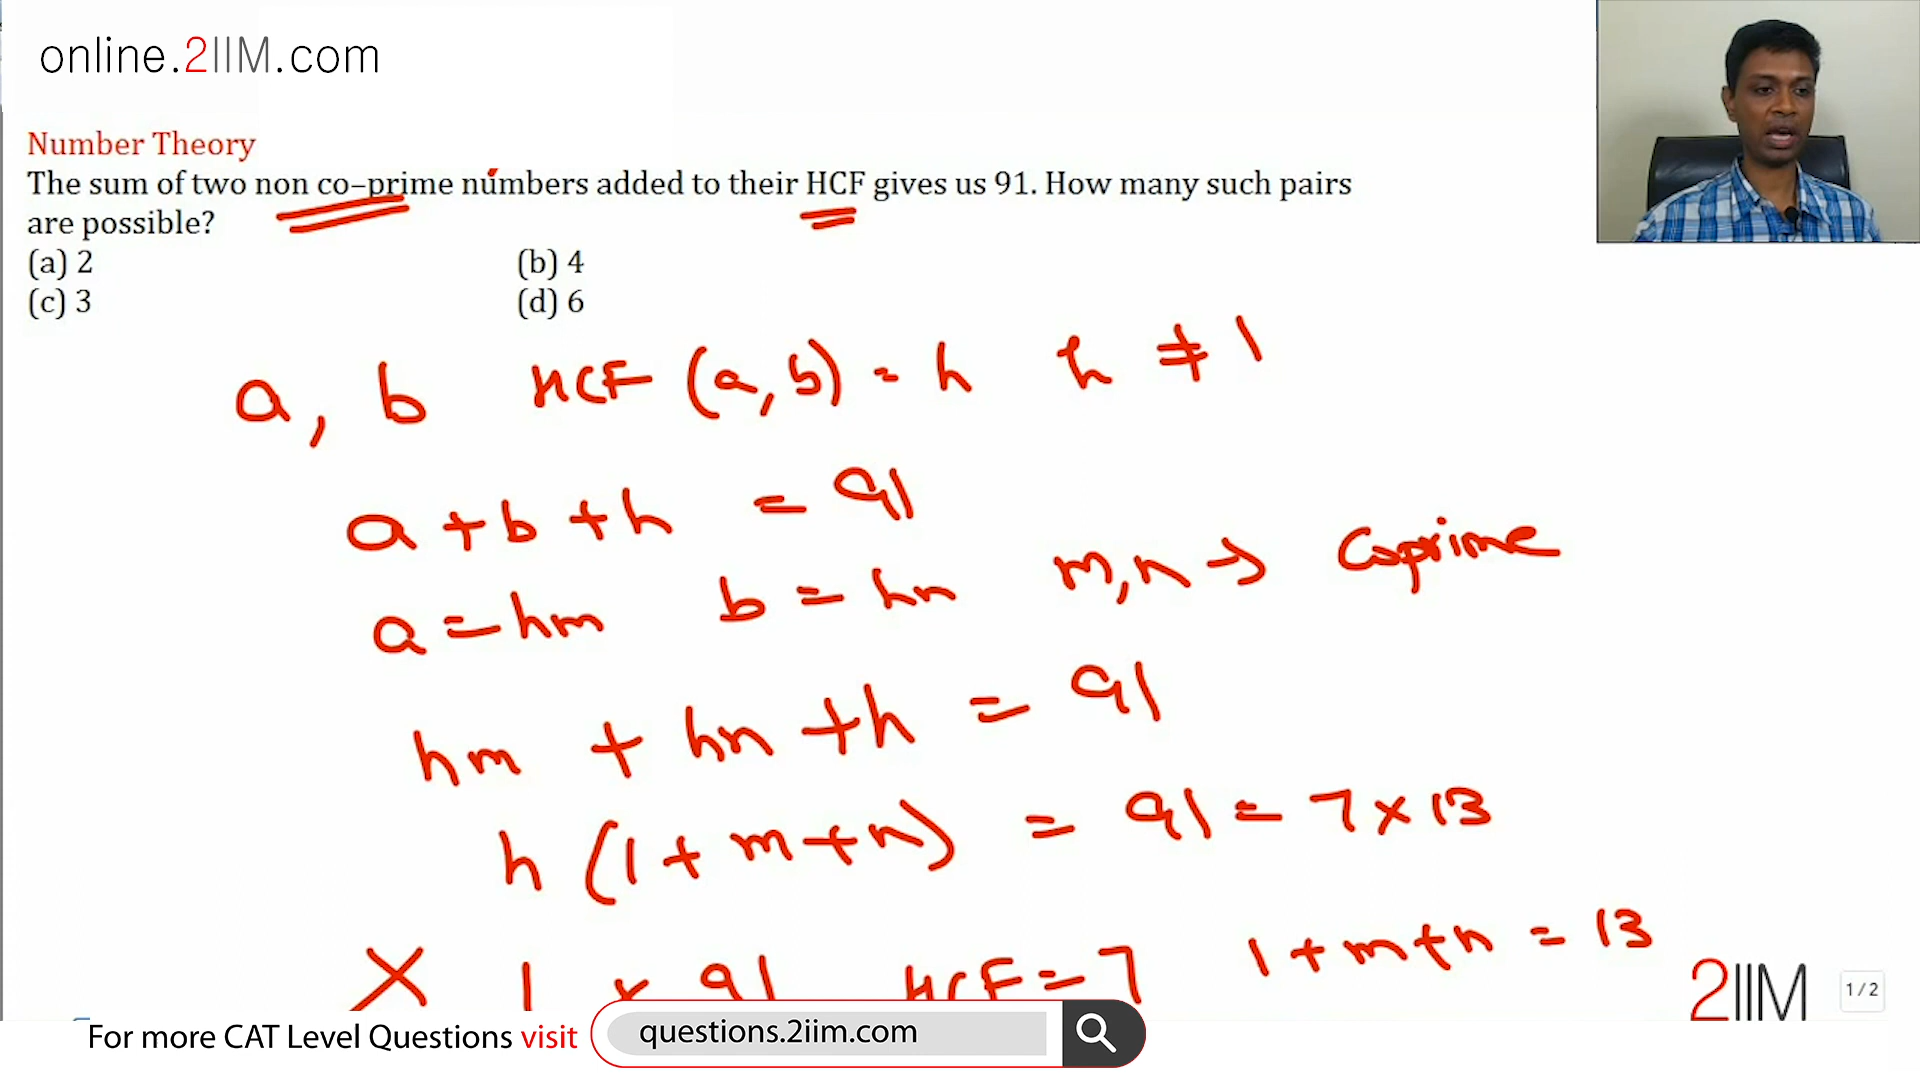 online.2IIM.com
Number Theory
The sum of two non co-prime numbers added to their HCF gives us 91. How many such pairs
are possible?
(a) 2 (b) 4
(c) 3 (d) 6
a, b HCF (a, b) = h h ≠ 1
a + b + h = 91
a = hm b = hn m, n → Coprime
hm + hn + h = 91
h (1 + m + n) = 91 = 7 × 13
X 1 × 91 HCF = 7 1 + m + n = 13
2IIM 1/2
For more CAT Level Questions visit questions.2iim.com